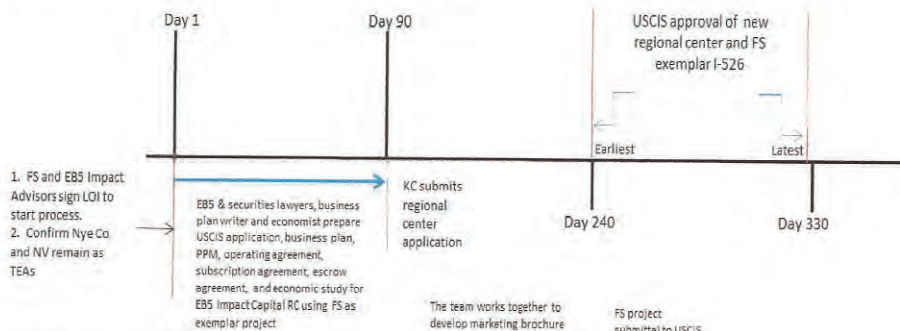 Day 1
Day 90
USCIS approval of new
regional center and FS
exemplar I-526
Earliest
Latest
1. FS and EB5 Impact
Advisors sign LOI to
start process.
2. Confirm Nye Co.
and NV remain as
TEAs
EB5 & securities lawyers, business
plan writer and economist prepare
USCIS application, business plan,
PPM, operating agreement,
subscription agreement, escrow
agreement, and economic study for
EB5 Impact Capital RC using FS as
exemplar project
KC submits
regional
center
application
Day 240
Day 330
The team works together to
develop marketing brochure
FS project
submittal to USCIS